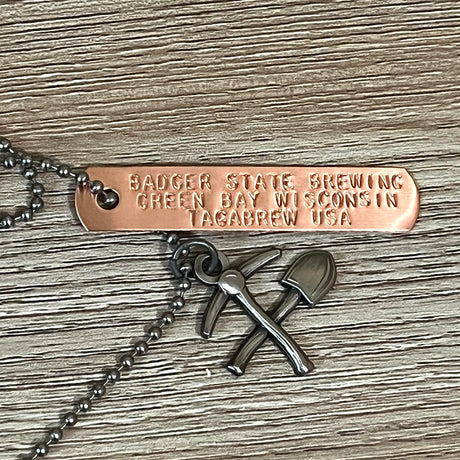 BADGER STATE BREWING
GREEN BAY WISCONSIN
TAGABREW USA